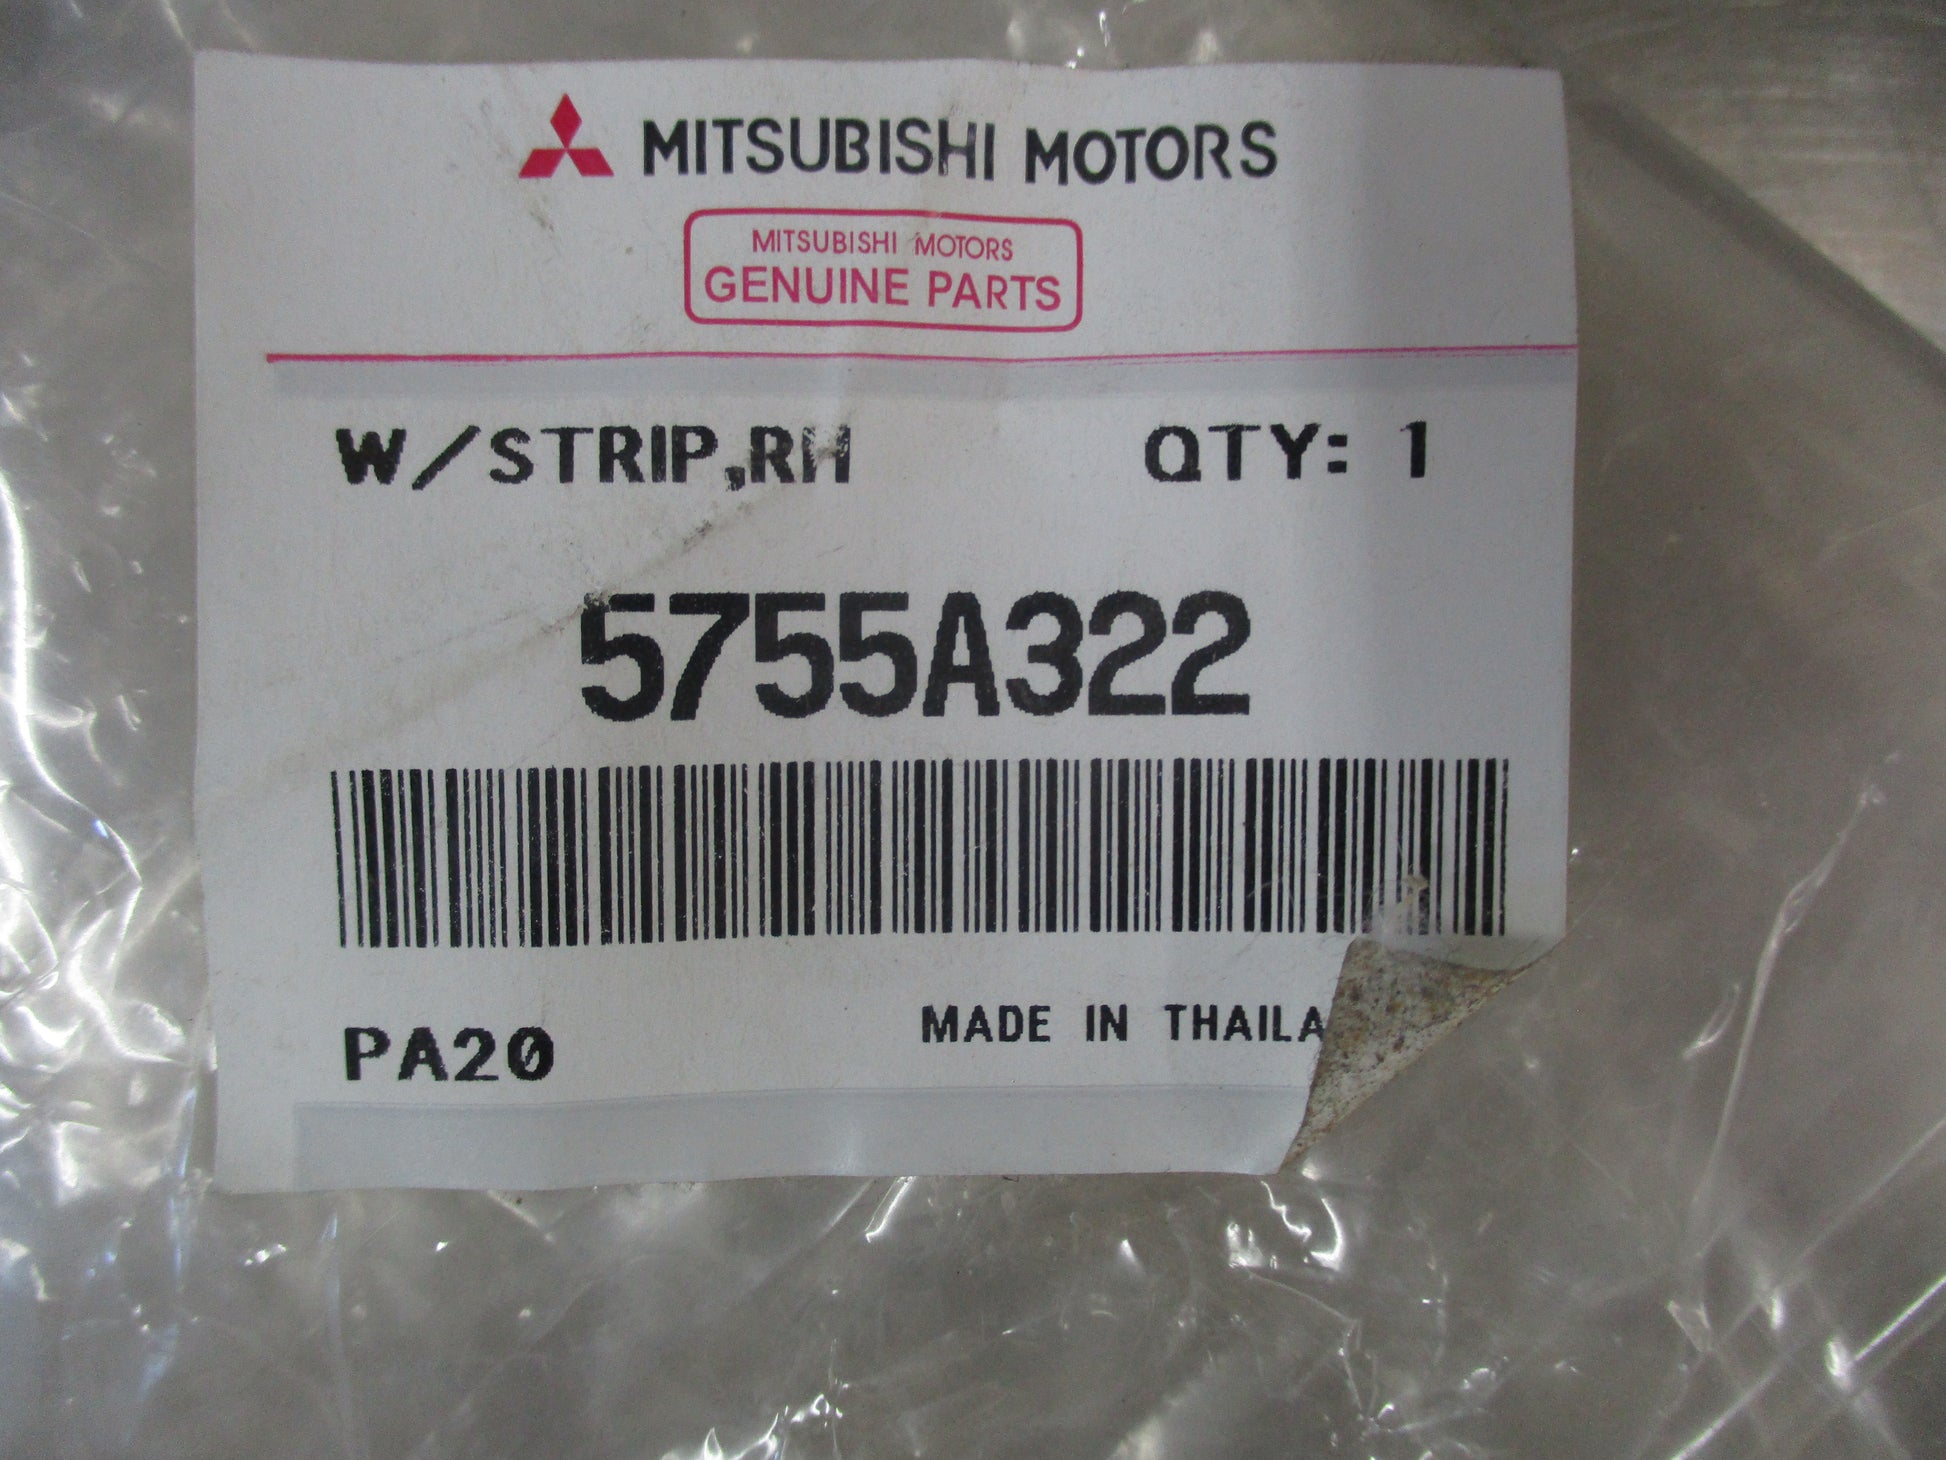 MITSUBISHI MOTORS
MITSUBISHI MOTORS
GENUINE PARTS
W/STRIP,RH QTY: 1
5755A322
PA20 MADE IN THAILA